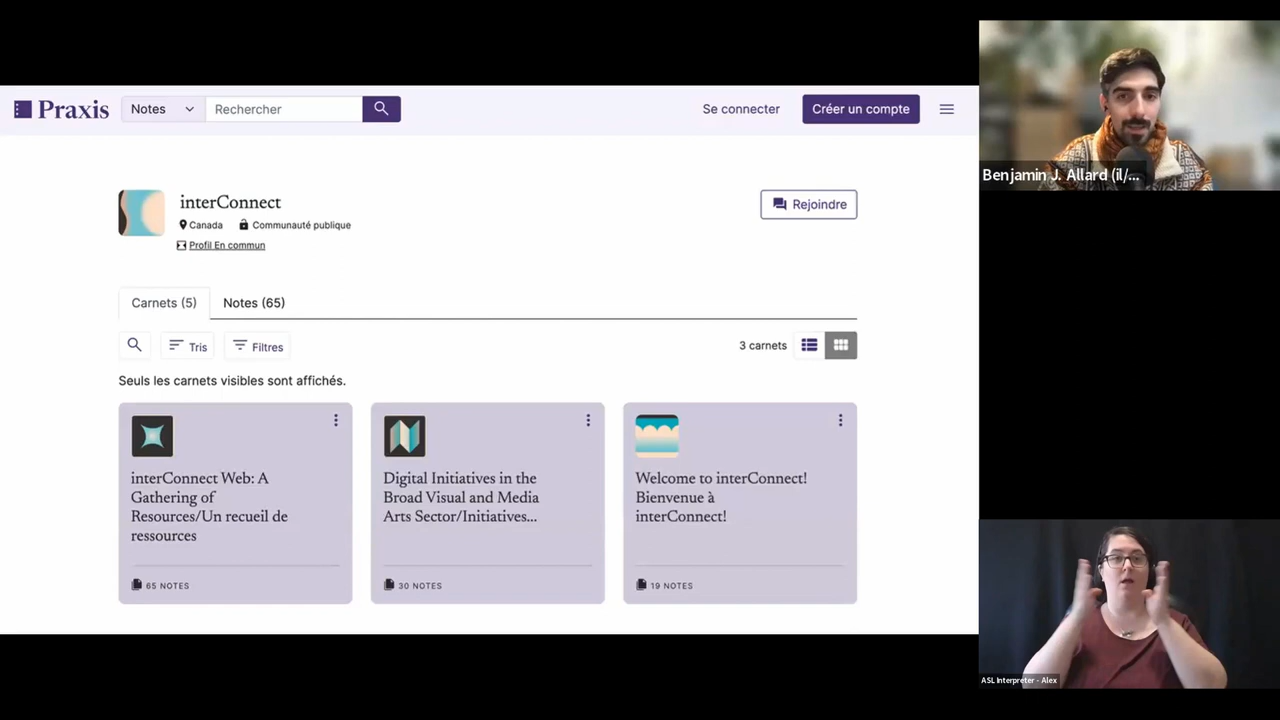 Praxis
Notes
Rechercher
Se connecter
Créer un compte
Benjamin J. Allard (il/...
interConnect
Canada
Communauté publique
Profil En commun
Rejoindre
Carnets (5)
Notes (65)
Tris
Filtres
3 carnets
Seuls les carnets visibles sont affichés.
interConnect Web: A
Gathering of
Resources/Un recueil de
ressources
65 NOTES
Digital Initiatives in the
Broad Visual and Media
Arts Sector/Initiatives...
30 NOTES
Welcome to interConnect!
Bienvenue à
interConnect!
19 NOTES
ASL Interpreter - Alex